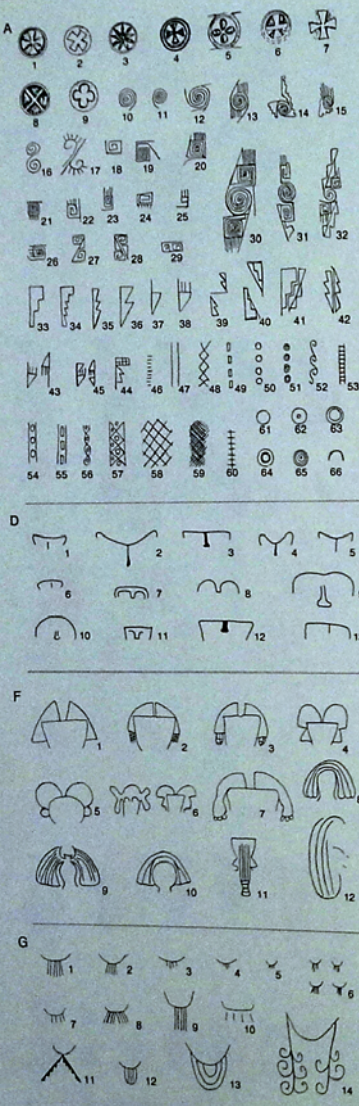 A
1 2 3 4 5 6 7
8 9 10 11 12 13 14 15
16 17 18 19 20
21 22 23 24 25
26 27 28 29 30 31 32
33 34 35 36 37 38 39 40 41 42
43 45 44 46 47 48 49 50 51 52 53
61 62 63
54 55 56 57 58 59 60 64 65 66
D
1 2 3 4 5
6 7 8
10 11 12
F
1 2 3 4
5 6 7
9 10 11 12
G
1 2 3 4 5
6
7 8 9 10
11 12 13 14